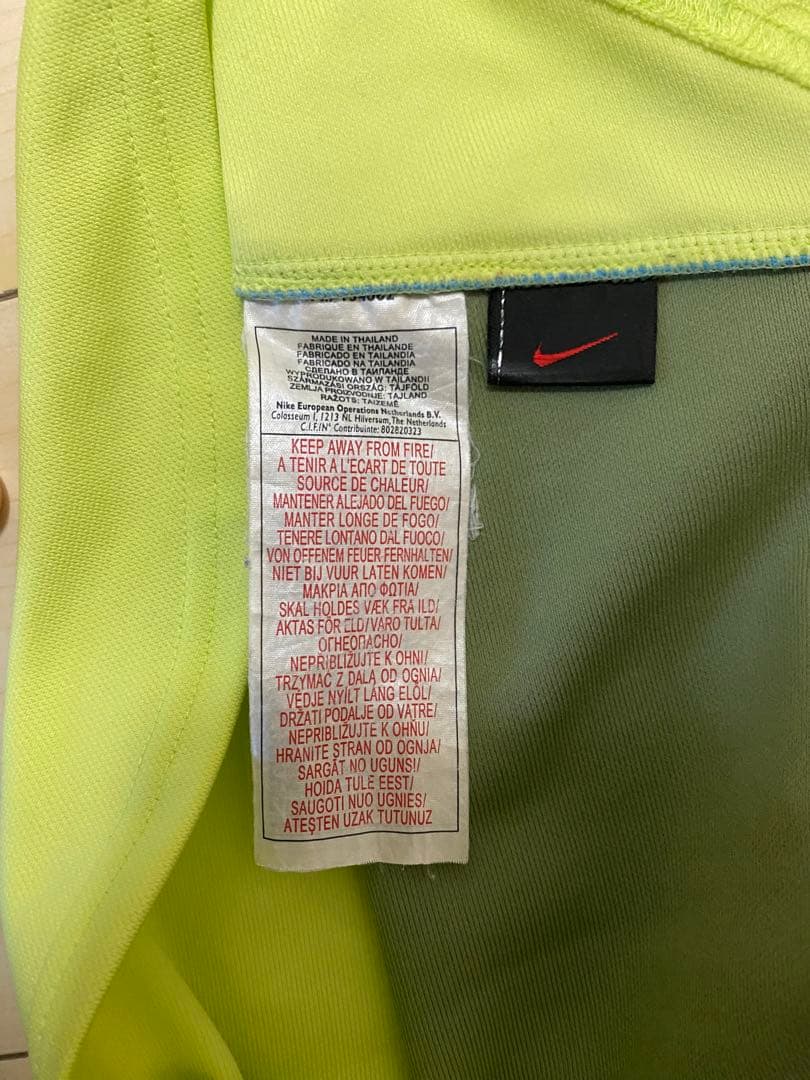 MADE IN THAILAND
FABRIQUE EN THAILANDE
FABRICADO EN TAILANDIA
FABRICADO NA TAILANDIA
СДЕЛАНО В ТАИЛАНДЕ
WYPRODUKOWANO W TAJLANDII
SZÁRMAZÁSI ORSZÁG: TAJFÖLD
ZEMLJA PROIZVODNJE: TAJLAND
RAŽOTS: TAIZEMĒ
Nike European Operations Netherlands B.V.
Colosseum 1, 1213 NL Hilversum, The Netherlands
C.I.F/Nº Contribuinte: 802820323
KEEP AWAY FROM FIRE/
A TENIR A L'ECART DE TOUTE
SOURCE DE CHALEUR/
MANTENER ALEJADO DEL FUEGO/
MANTER LONGE DE FOGO/
TENERE LONTANO DAL FUOCO/
VON OFFENEM FEUER FERNHALTEN/
NIET BIJ VUUR LATEN KOMEN/
ΜΑΚΡΙΑ ΑΠΟ ΦΩΤΙΑ/
SKAL HOLDES VÆK FRA ILD/
AKTAS FÖR ELD/VARO TULTA/
ОГНЕОПАСНО/
NEPŘIBLIŽUJTE K OHNI/
TRZYMAĆ Z DALA OD OGNIA/
VÉDJE NYÍLT LÁNG ELŐL/
DRŽATI PODALJE OD VATRE/
NEPRIBLIŽUJTE K OHŇU/
HRANITE STRAN OD OGNJA/
SARGĀT NO UGUNS!/
HOIDA TULE EEST/
SAUGOTI NUO UGNIES/
ATEŞTEN UZAK TUTUNUZ